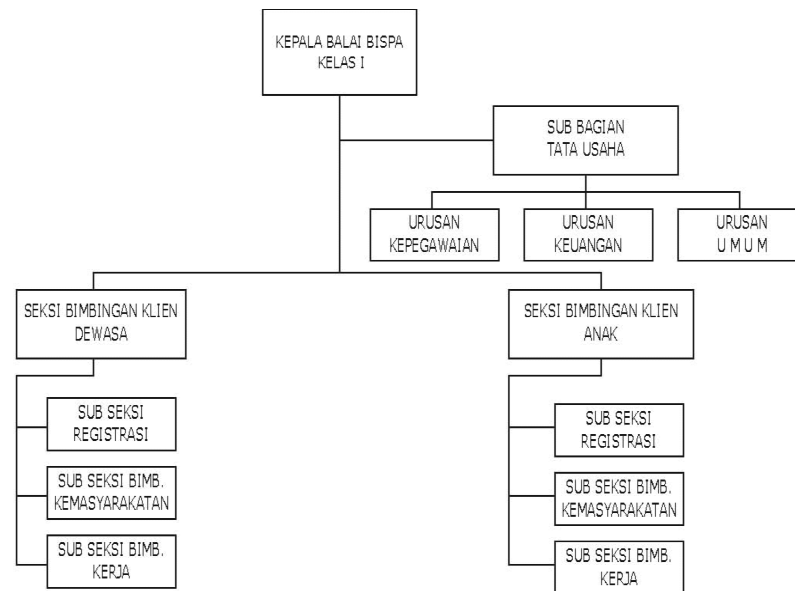 KEPALA BALAI BISPA
KELAS I
SUB BAGIAN
TATA USAHA
URUSAN
KEPEGAWAIAN
URUSAN
KEUANGAN
URUSAN
U M U M
SEKSI BIMBINGAN KLIEN
DEWASA
SUB SEKSI
REGISTRASI
SUB SEKSI BIMB.
KEMASYARAKATAN
SUB SEKSI BIMB.
KERJA
SEKSI BIMBINGAN KLIEN
ANAK
SUB SEKSI
REGISTRASI
SUB SEKSI BIMB.
KEMASYARAKATAN
SUB SEKSI BIMB.
KERJA